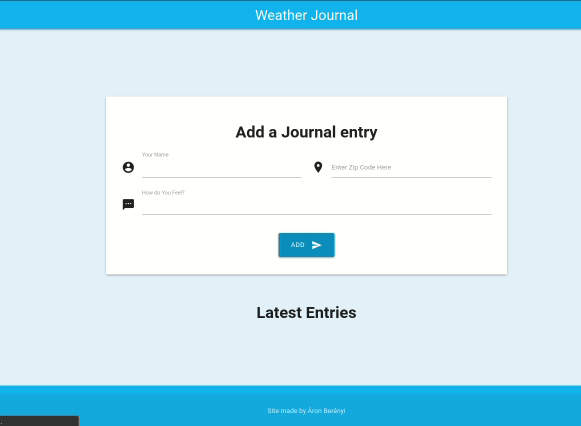 Weather Journal
Add a Journal entry
Your Name
Enter Zip Code Here
How do You Feel?
ADD
Latest Entries
Site made by Áron Berényi